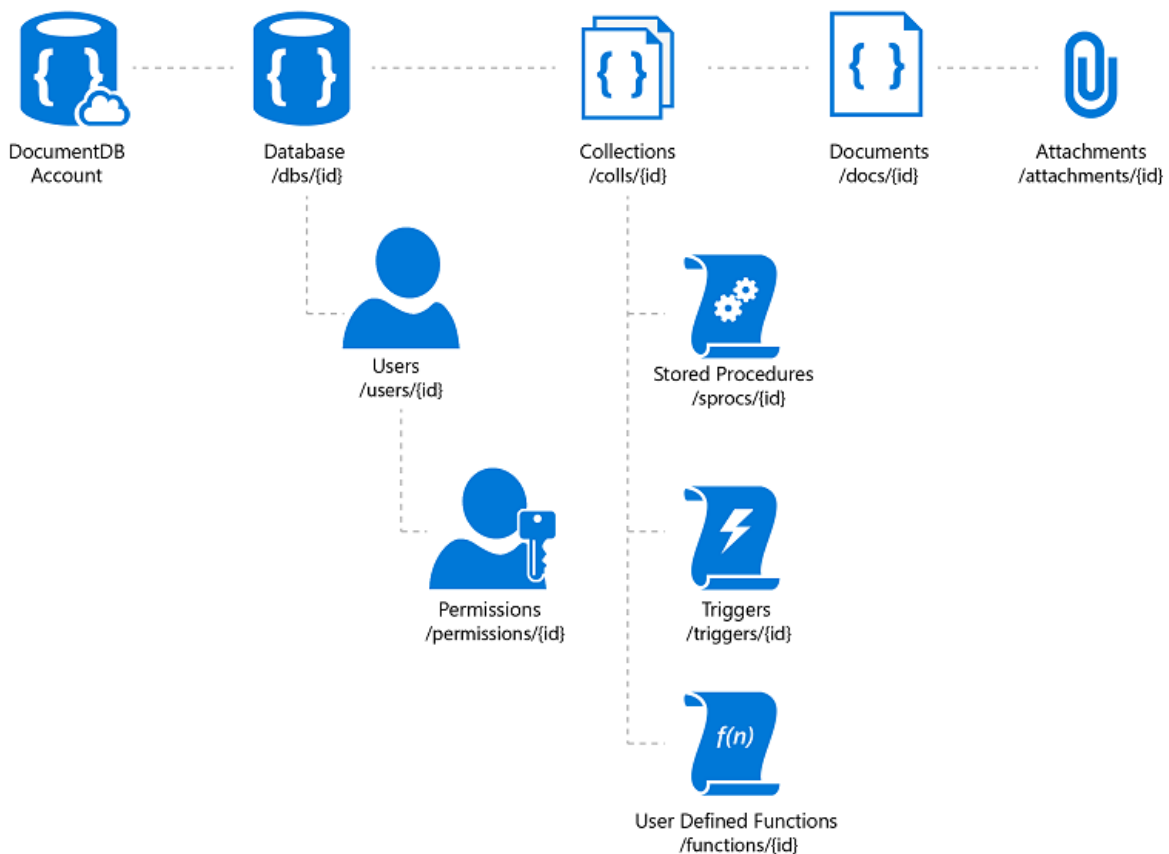 DocumentDB
Account
Database
/dbs/{id}
Collections
/colls/{id}
Documents
/docs/{id}
Attachments
/attachments/{id}
Users
/users/{id}
Stored Procedures
/sprocs/{id}
Permissions
/permissions/{id}
Triggers
/triggers/{id}
f(n)
User Defined Functions
/functions/{id}